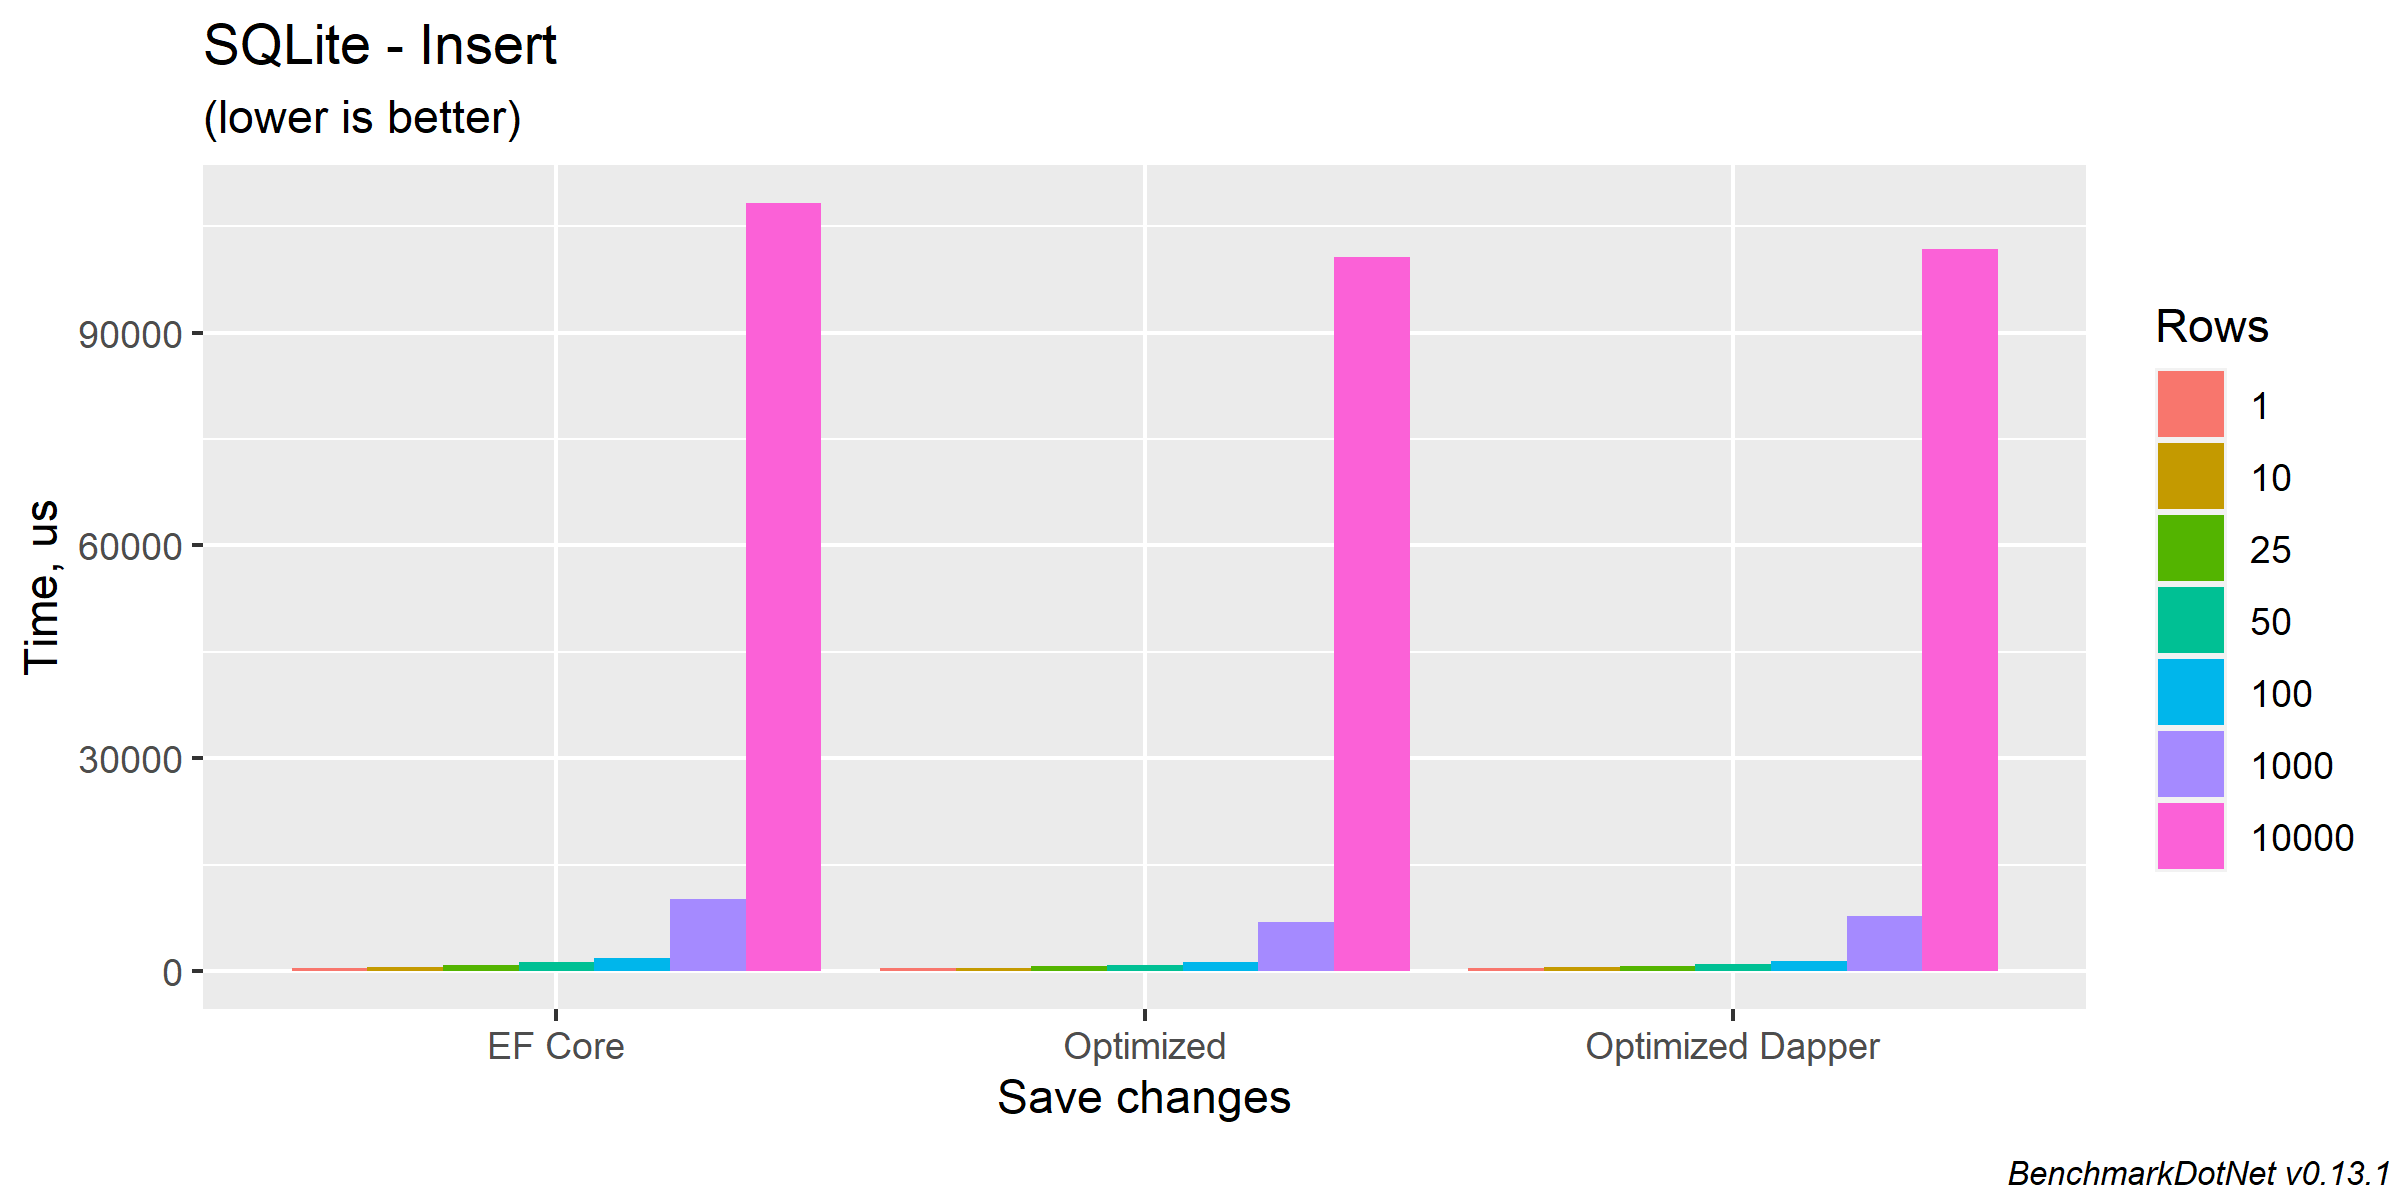 SQLite - Insert
(lower is better)
Time, us
90000
60000
30000
0
EF Core
Optimized
Optimized Dapper
Save changes
Rows
1
10
25
50
100
1000
10000
BenchmarkDotNet v0.13.1